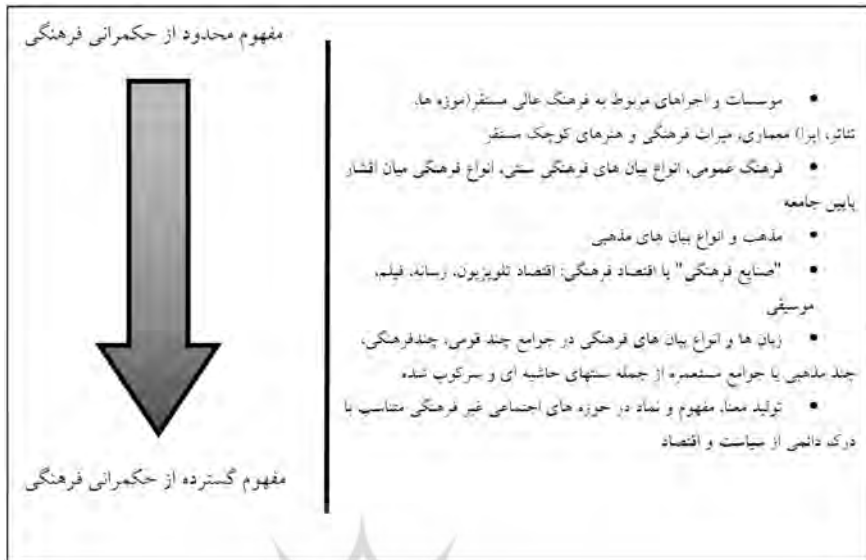 مفهوم محدود از حکمرانی فرهنگی
• موسسات و اجراهای مربوط به فرهنگ عالی مستقر(موزه ها،
تئاتر، اپرا) معماری، میراث فرهنگی و هنرهای کوچک مستقر
• فرهنگ عمومی، انواع بیان های فرهنگی سنتی، انواع فرهنگی میان اقشار
پایین جامعه
• مذهب و انواع بیان های مذهبی
• "صنایع فرهنگی" یا اقتصاد فرهنگی: اقتصاد تلویزیون، رسانه، فیلم،
موسیقی
• زبان ها و انواع بیان های فرهنگی در جوامع چند قومی، چندفرهنگی،
چند مذهبی یا جوامع مستعمره از جمله سنتهای حاشیه ای و سرکوب شده
• تولید معنا، مفهوم و نماد در حوزه های اجتماعی غیر فرهنگی متناسب با
درک دائمی از سیاست و اقتصاد
مفهوم گسترده از حکمرانی فرهنگی